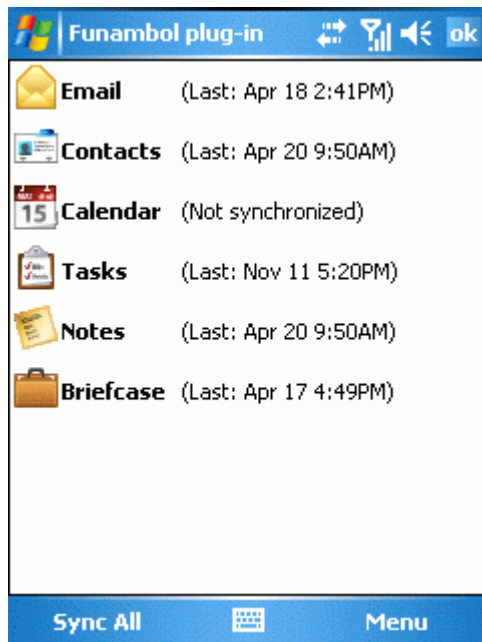 Funambol plug-in ok
Email (Last: Apr 18 2:41PM)
Contacts (Last: Apr 20 9:50AM)
15 Calendar (Not synchronized)
Tasks (Last: Nov 11 5:20PM)
Notes (Last: Apr 20 9:50AM)
Briefcase (Last: Apr 17 4:49PM)
Sync All Menu